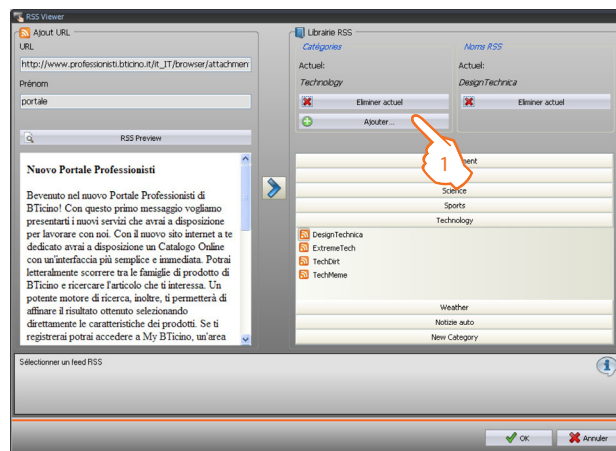 RSS Viewer
Ajout URL
URL
http://www.professionisti.bticino.it/it_IT/browser/attachment
Prénom
portale
RSS Preview
Nuovo Portale Professionisti
Bevenuto nel nuovo Portale Professionisti di
BTicino! Con questo primo messaggio vogliamo
presentarti i nuovi servizi che avrai a disposizione
per lavorare con noi. Con il nuovo sito internet a te
dedicato avrai a disposizione un Catalogo Online
con un'interfaccia più semplice e immediata. Potrai
letteralmente scorrere tra le famiglie di prodotto di
BTicino e ricercare l'articolo che ti interessa. Un
potente motore di ricerca, inoltre, ti permetterà di
affinare il risultato ottenuto selezionando
direttamente le caratteristiche dei prodotti. Se ti
registrerai potrai accedere a My BTicino, un'area
Librairie RSS
Catégories
Actuel:
Technology
Eliminer actuel
Ajouter...
Noms RSS
Actuel:
DesignTechnica
Eliminer actuel
1
Science
Sports
Technology
DesignTechnica
ExtremeTech
TechDirt
TechMeme
Weather
Notizie auto
New Category
Sélectionner un feed RSS
OK
Annuler